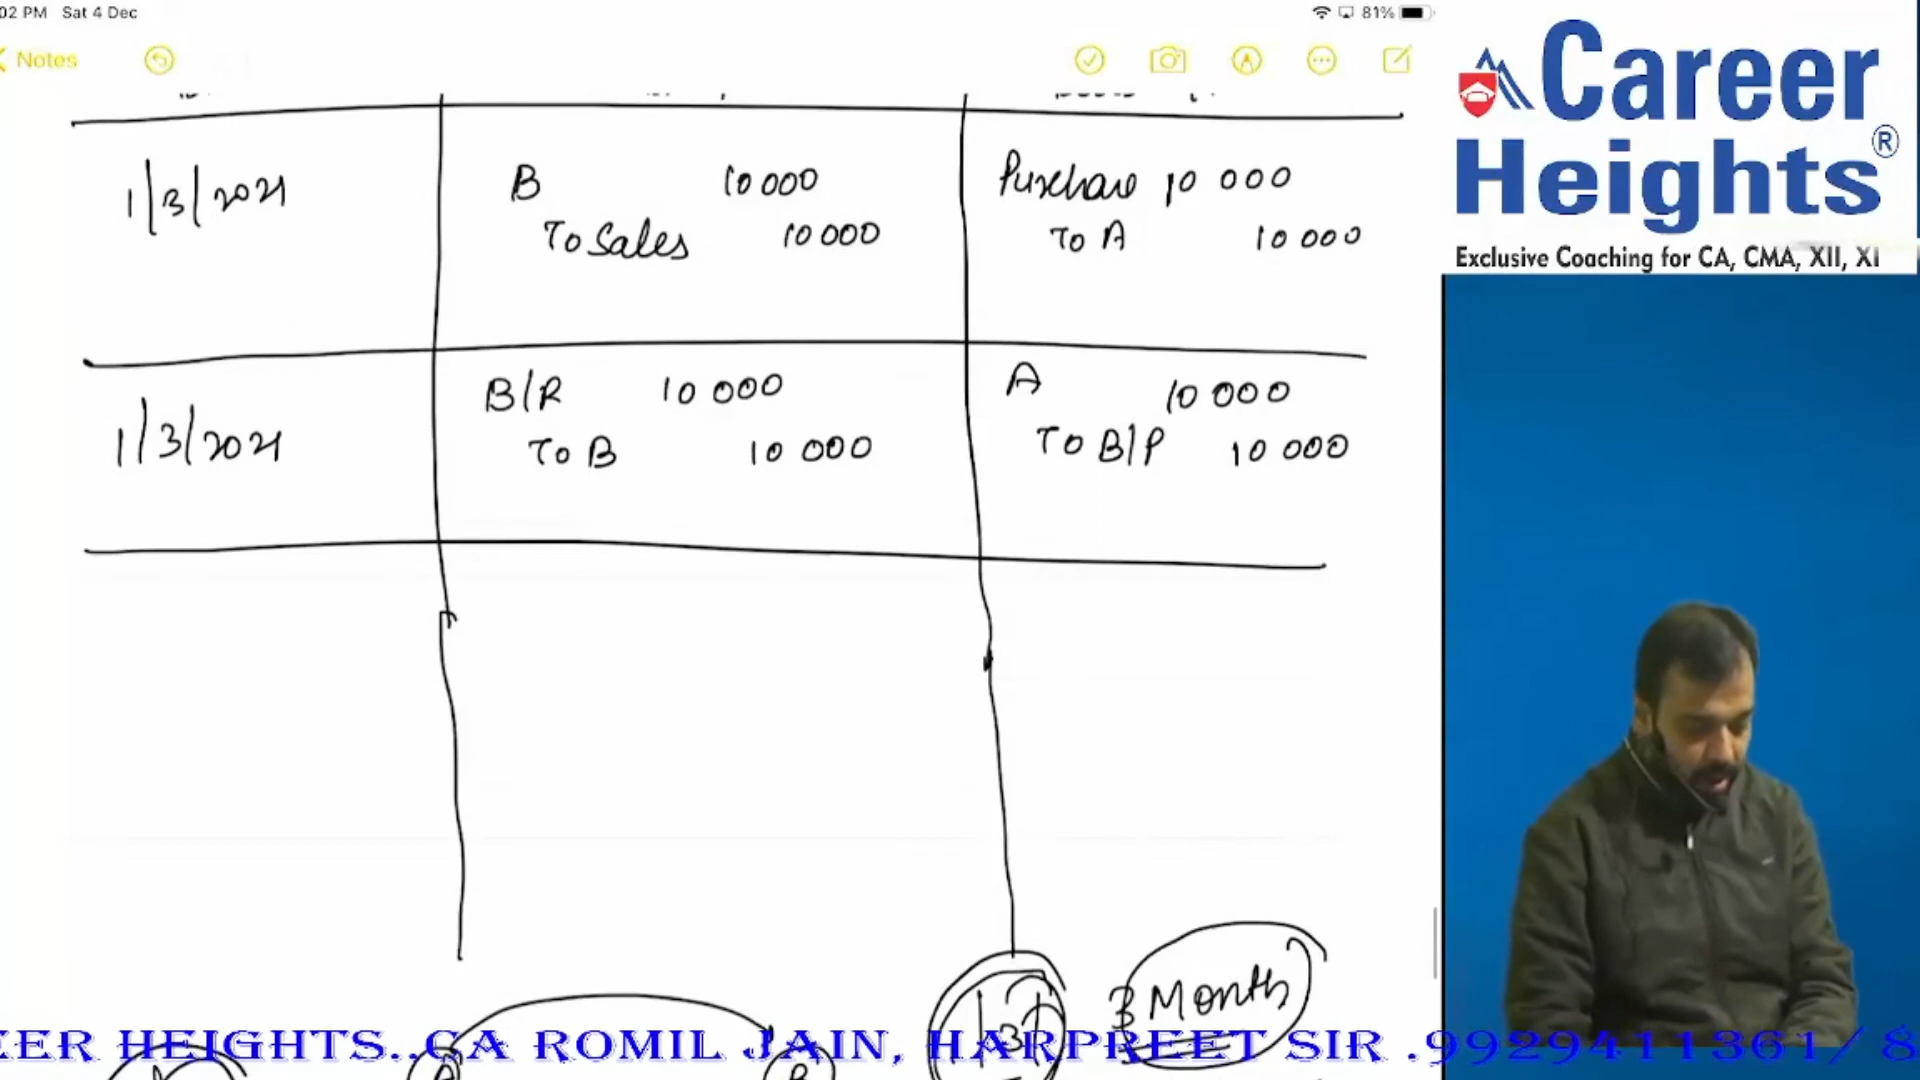 02 PM Sat 4 Dec
81%
Notes
Career
Heights®
Exclusive Coaching for CA, CMA, XII, XI
1/3/2021
B 10 000
To Sales 10 000
Purchase 10 000
To A 10 000
1/3/2021
B/R 10 000
To B 10 000
A 10 000
To B/P 10 000
3 Month
EER HEIGHTS..CA ROMIL JAIN, HARPREET SIR .9929411361/ 8
A
B